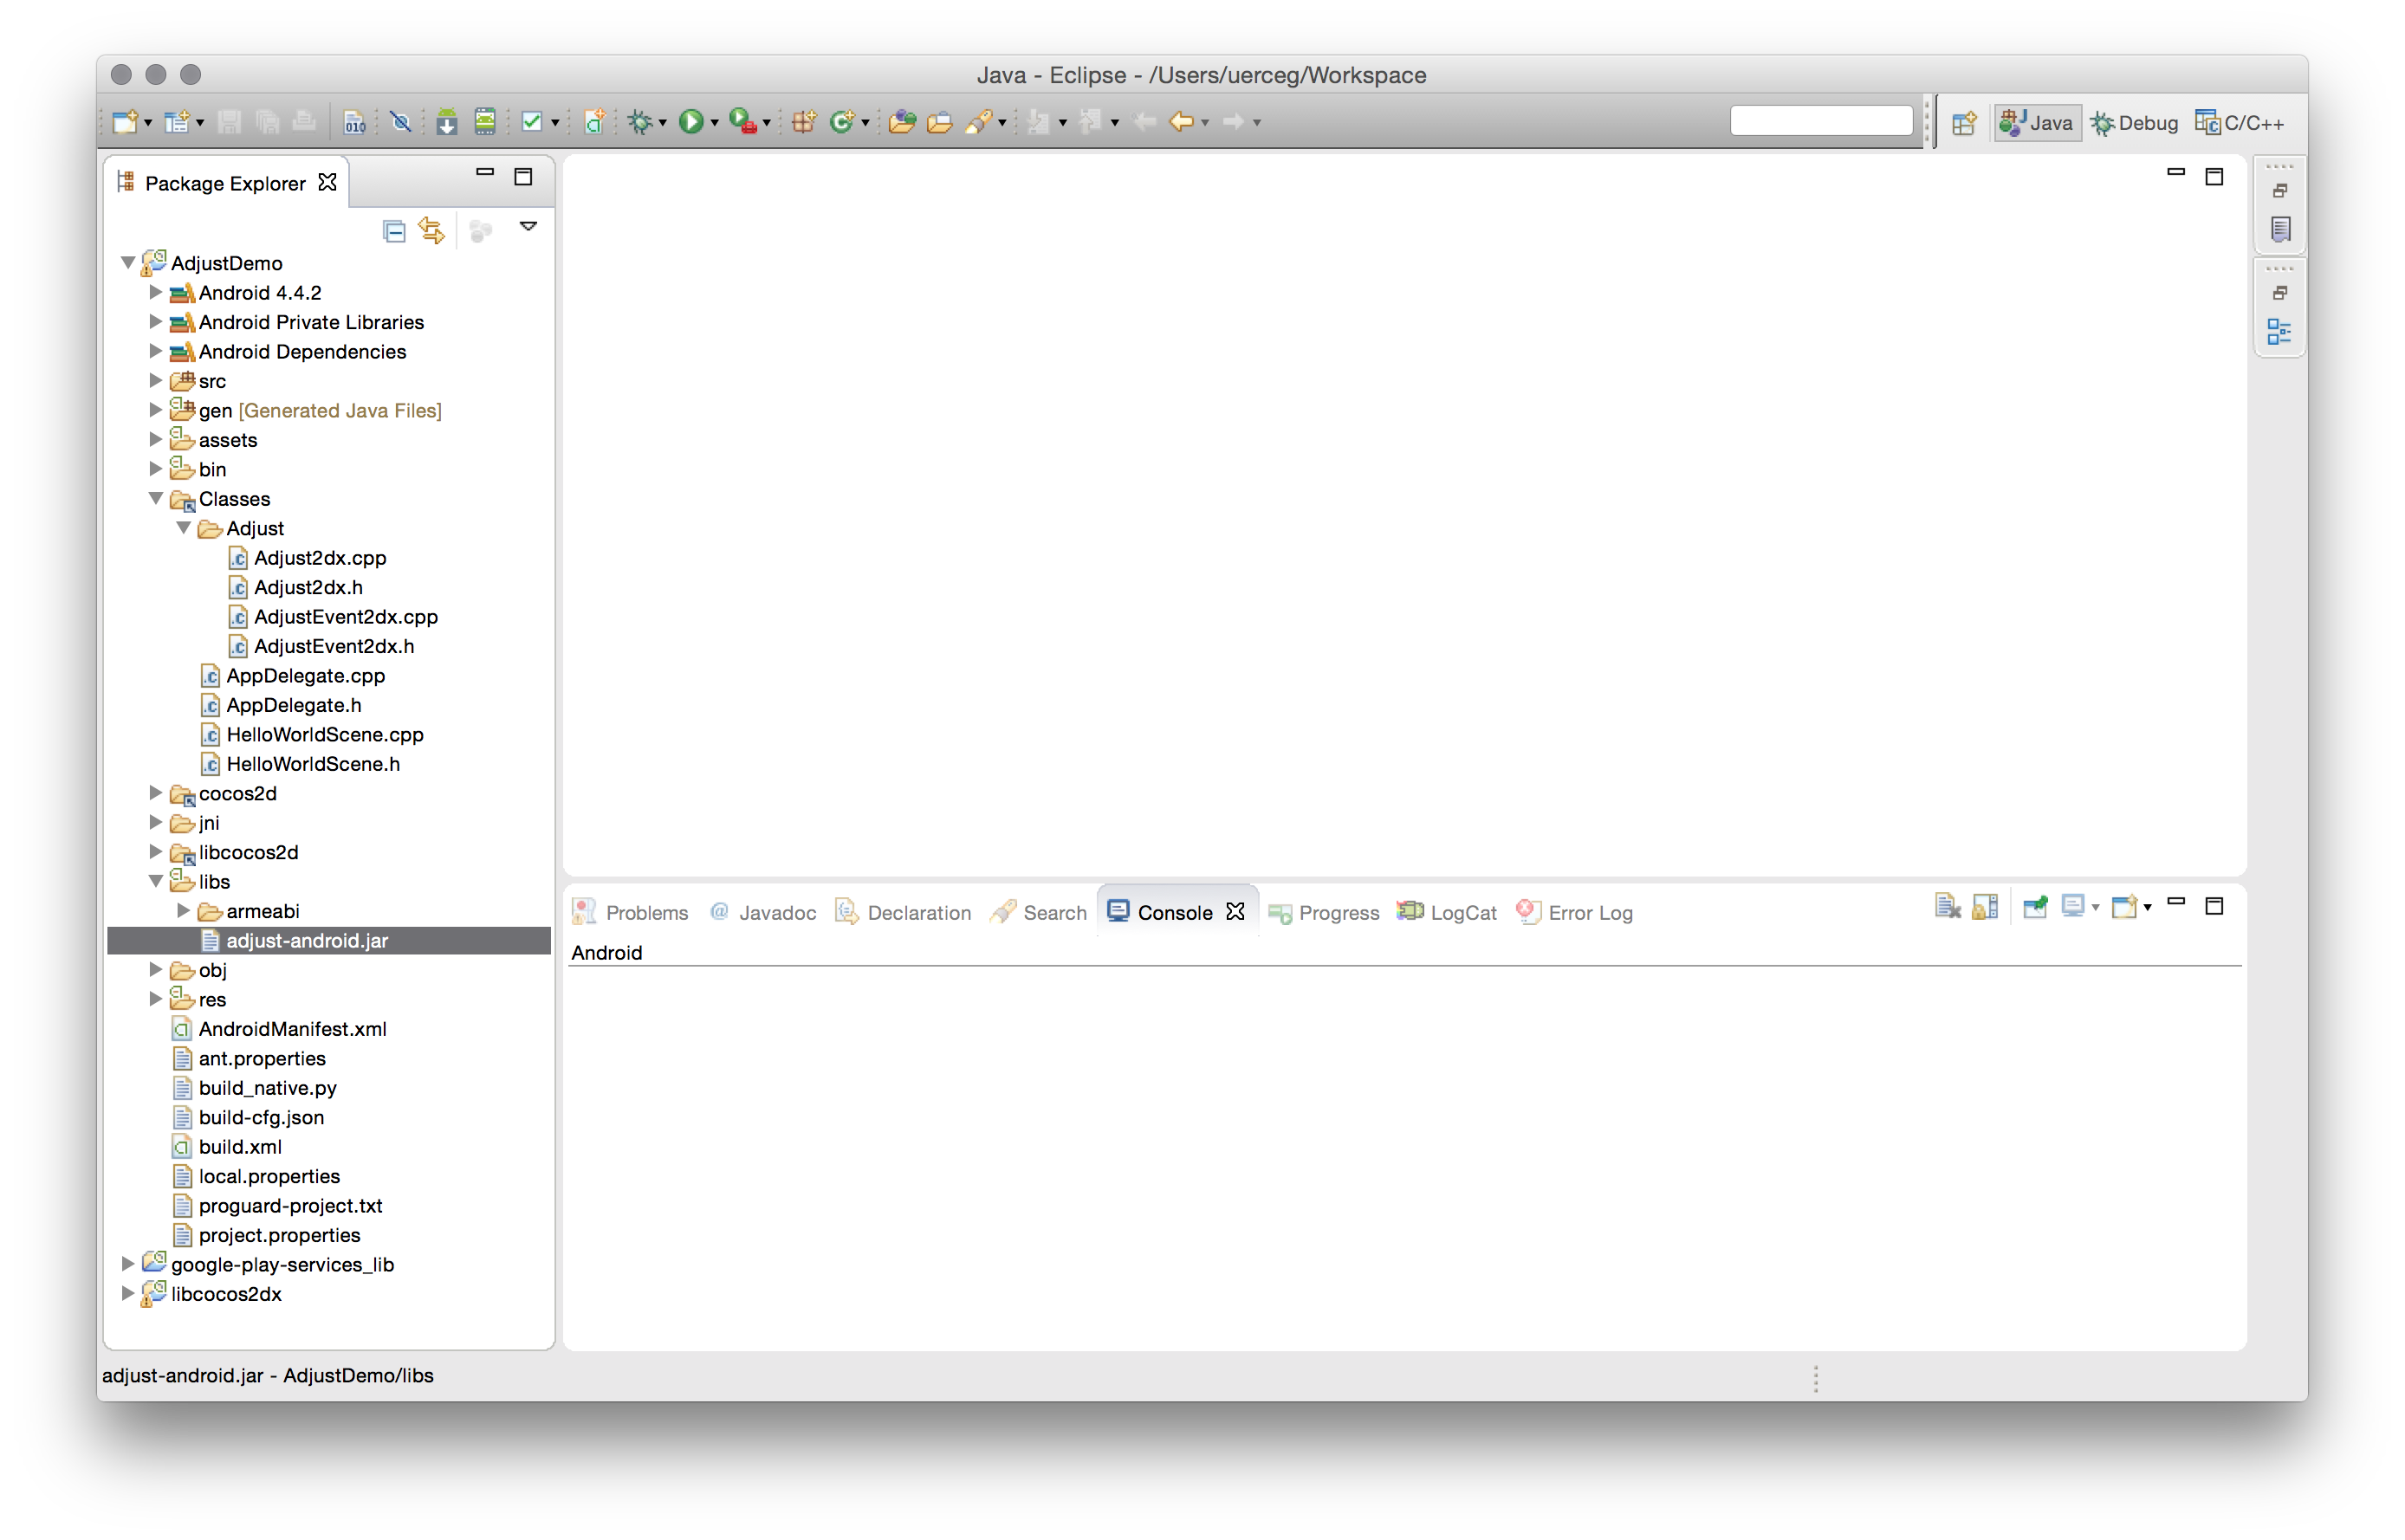 Java - Eclipse - /Users/uerceg/Workspace
010
Java
Debug
C/C++
Package Explorer
AdjustDemo
Android 4.4.2
Android Private Libraries
Android Dependencies
src
gen [Generated Java Files]
assets
bin
Classes
Adjust
Adjust2dx.cpp
Adjust2dx.h
AdjustEvent2dx.cpp
AdjustEvent2dx.h
AppDelegate.cpp
AppDelegate.h
HelloWorldScene.cpp
HelloWorldScene.h
cocos2d
jni
libcocos2d
libs
armeabi
adjust-android.jar
obj
res
AndroidManifest.xml
ant.properties
build_native.py
build-cfg.json
build.xml
local.properties
proguard-project.txt
project.properties
google-play-services_lib
libcocos2dx
Problems
@ Javadoc
Declaration
Search
Console
Progress
LogCat
Error Log
Android
adjust-android.jar - AdjustDemo/libs